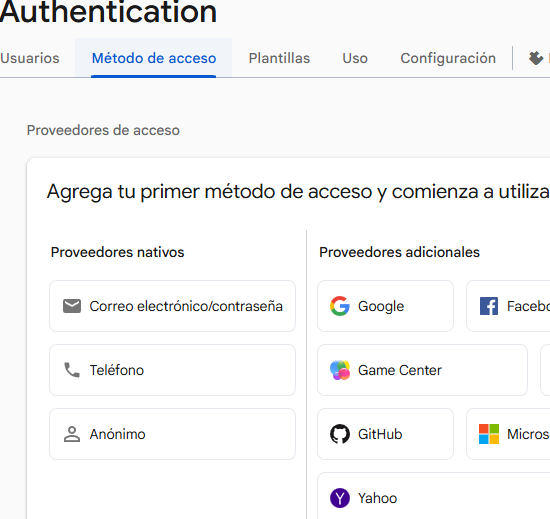 Authentication
Usuarios Método de acceso Plantillas Uso Configuración
Proveedores de acceso
Agrega tu primer método de acceso y comienza a utiliza
Proveedores nativos
Correo electrónico/contraseña
Teléfono
Anónimo
Proveedores adicionales
Google Facebo
Game Center
GitHub Micros
Yahoo